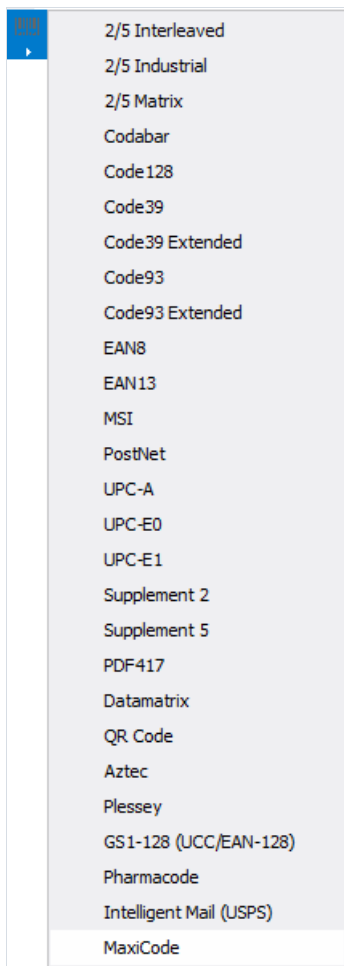 2/5 Interleaved
2/5 Industrial
2/5 Matrix
Codabar
Code128
Code39
Code39 Extended
Code93
Code93 Extended
EAN8
EAN13
MSI
PostNet
UPC-A
UPC-E0
UPC-E1
Supplement 2
Supplement 5
PDF417
Datamatrix
QR Code
Aztec
Plessey
GS1-128 (UCC/EAN-128)
Pharmacode
Intelligent Mail (USPS)
MaxiCode